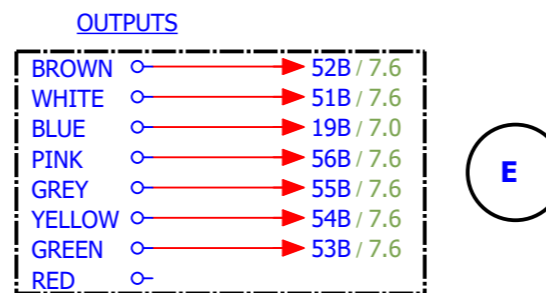 OUTPUTS
BROWN 52B / 7.6
WHITE 51B / 7.6
BLUE 19B / 7.0
PINK 56B / 7.6
GREY 55B / 7.6
YELLOW 54B / 7.6
GREEN 53B / 7.6
RED
E